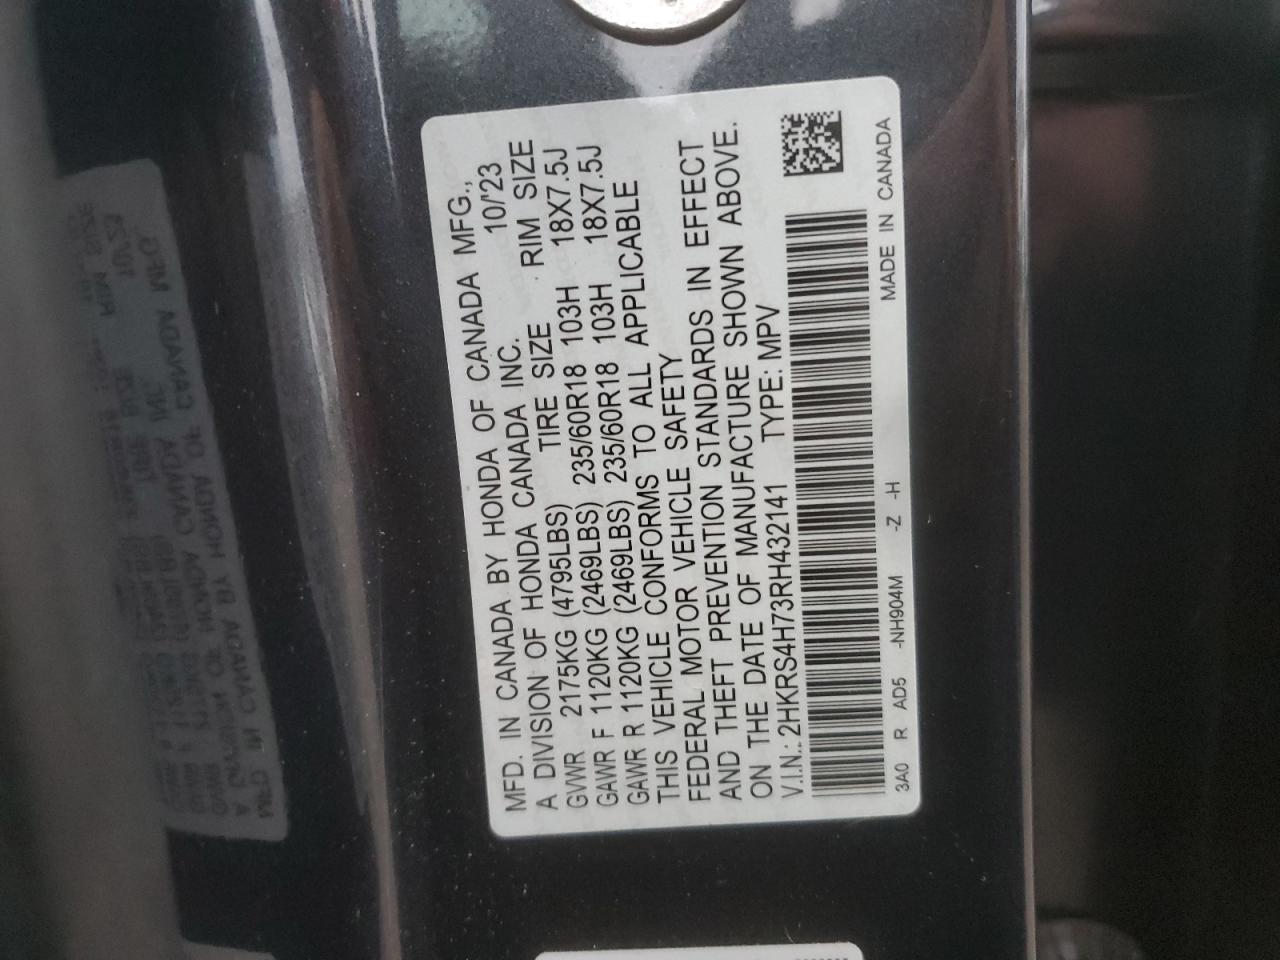 MFD. IN CANADA BY HONDA OF CANADA MFG.,
A DIVISION OF HONDA CANADA INC. 10/'23
GVWR 2175KG (4795LBS) TIRE SIZE RIM SIZE
GAWR F 1120KG (2469LBS) 235/60R18 103H 18X7.5J
GAWR R 1120KG (2469LBS) 235/60R18 103H 18X7.5J
THIS VEHICLE CONFORMS TO ALL APPLICABLE
FEDERAL MOTOR VEHICLE SAFETY
AND THEFT PREVENTION STANDARDS IN EFFECT
ON THE DATE OF MANUFACTURE SHOWN ABOVE.
V.I.N.: 2HKRS4H73RH432141 TYPE: MPV
3A0 R AD5 -NH904M -Z -H MADE IN CANADA